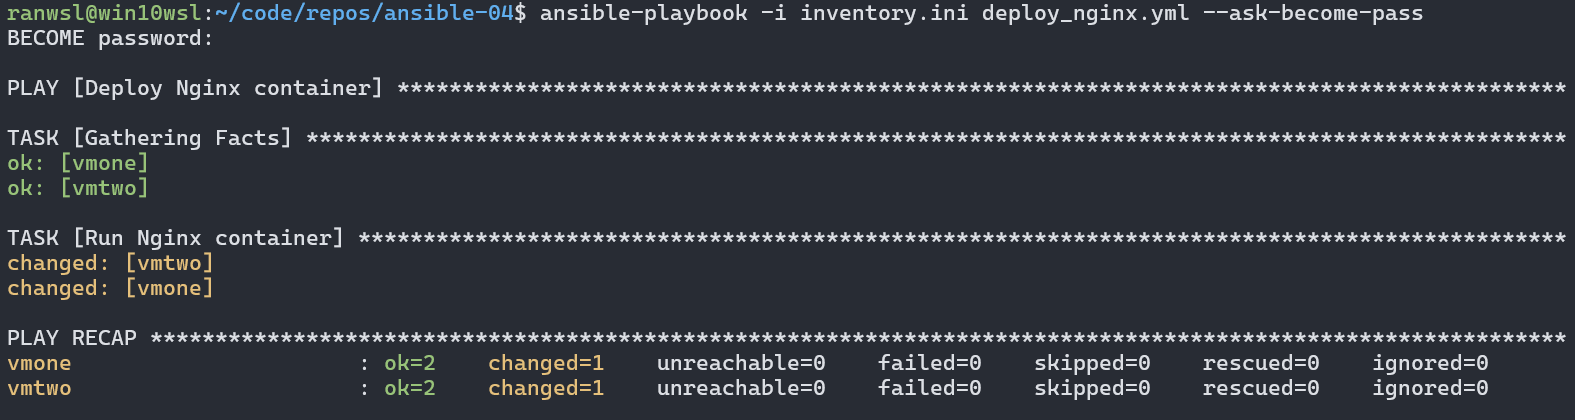 ranwsl@win10wsl:~/code/repos/ansible-04$ ansible-playbook -i inventory.ini deploy_nginx.yml --ask-become-pass
BECOME password:

PLAY [Deploy Nginx container] ******************************************************************************************

TASK [Gathering Facts] *************************************************************************************************
ok: [vmone]
ok: [vmtwo]

TASK [Run Nginx container] *********************************************************************************************
changed: [vmtwo]
changed: [vmone]

PLAY RECAP *************************************************************************************************************
vmone                      : ok=2    changed=1    unreachable=0    failed=0    skipped=0    rescued=0    ignored=0
vmtwo                      : ok=2    changed=1    unreachable=0    failed=0    skipped=0    rescued=0    ignored=0